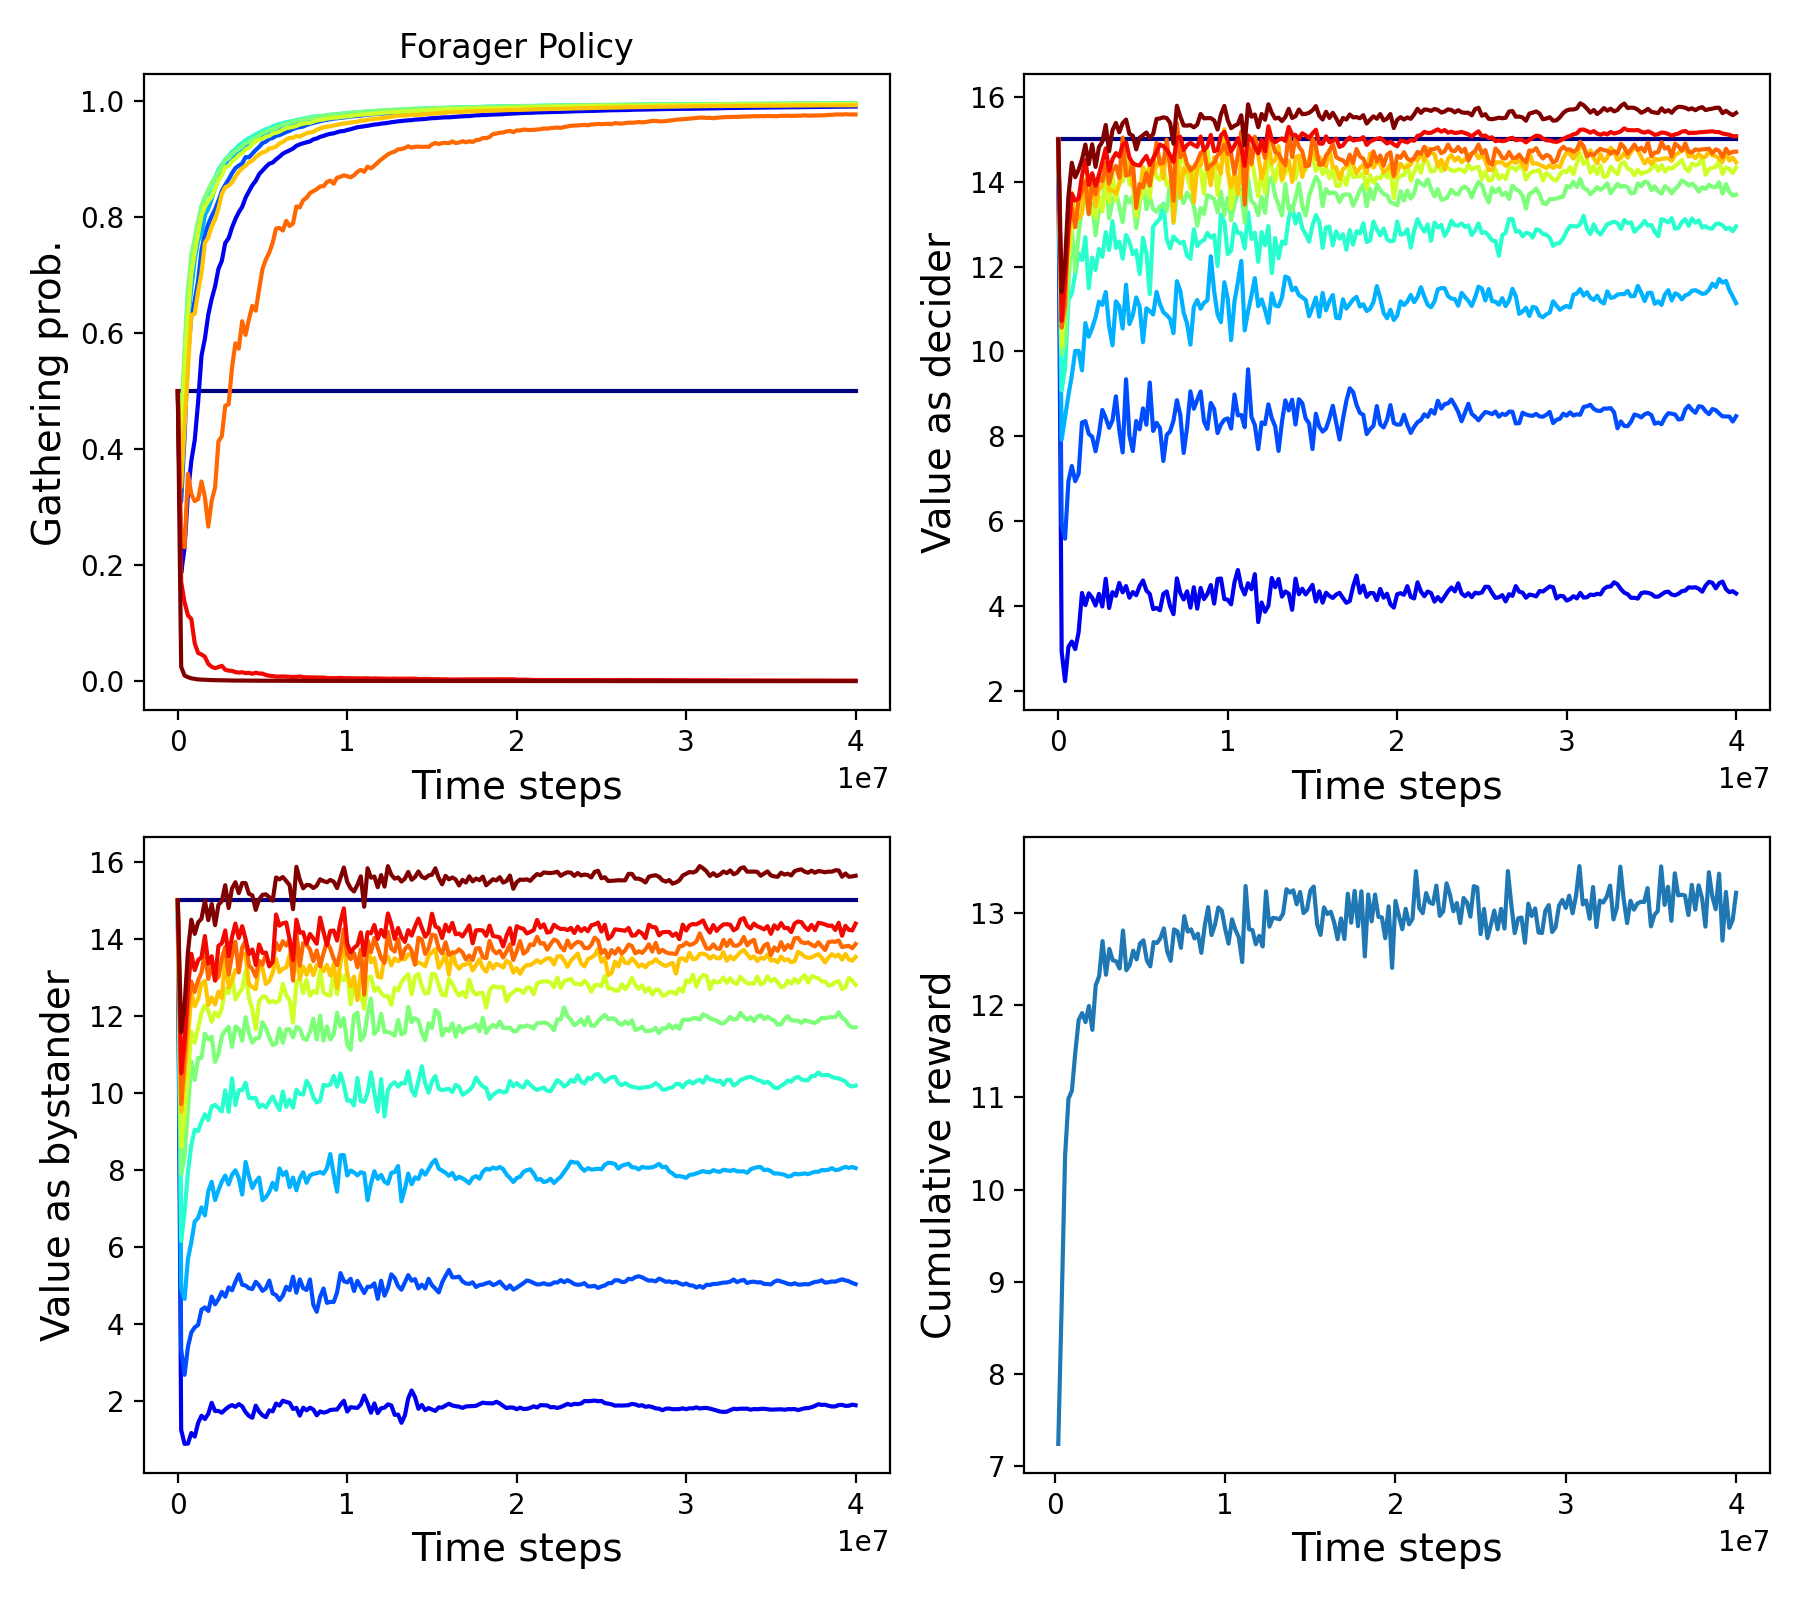 Forager Policy
Gathering prob.
1.0
0.8
0.6
0.4
0.2
0.0
0 1 2 3 4
1e7
Time steps
Value as decider
16
14
12
10
8
6
4
2
0 1 2 3 4
1e7
Time steps
Value as bystander
16
14
12
10
8
6
4
2
0 1 2 3 4
1e7
Time steps
Cumulative reward
13
12
11
10
9
8
7
0 1 2 3 4
1e7
Time steps